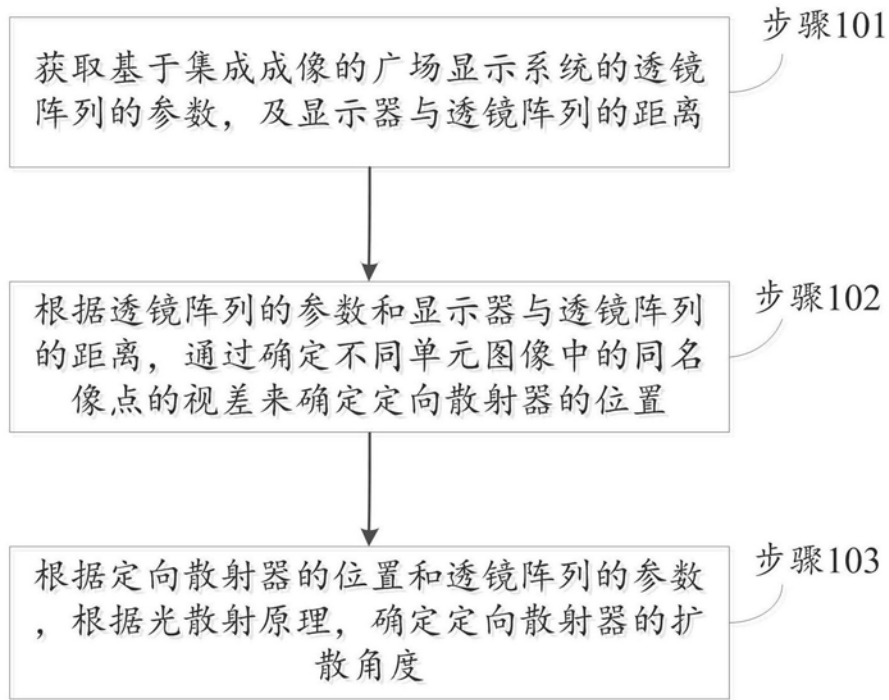 步骤101
获取基于集成成像的广场显示系统的透镜
阵列的参数，及显示器与透镜阵列的距离
步骤102
根据透镜阵列的参数和显示器与透镜阵列
的距离，通过确定不同单元图像中的同名
像点的视差来确定定向散射器的位置
步骤103
根据定向散射器的位置和透镜阵列的参数
，根据光散射原理，确定定向散射器的扩
散角度